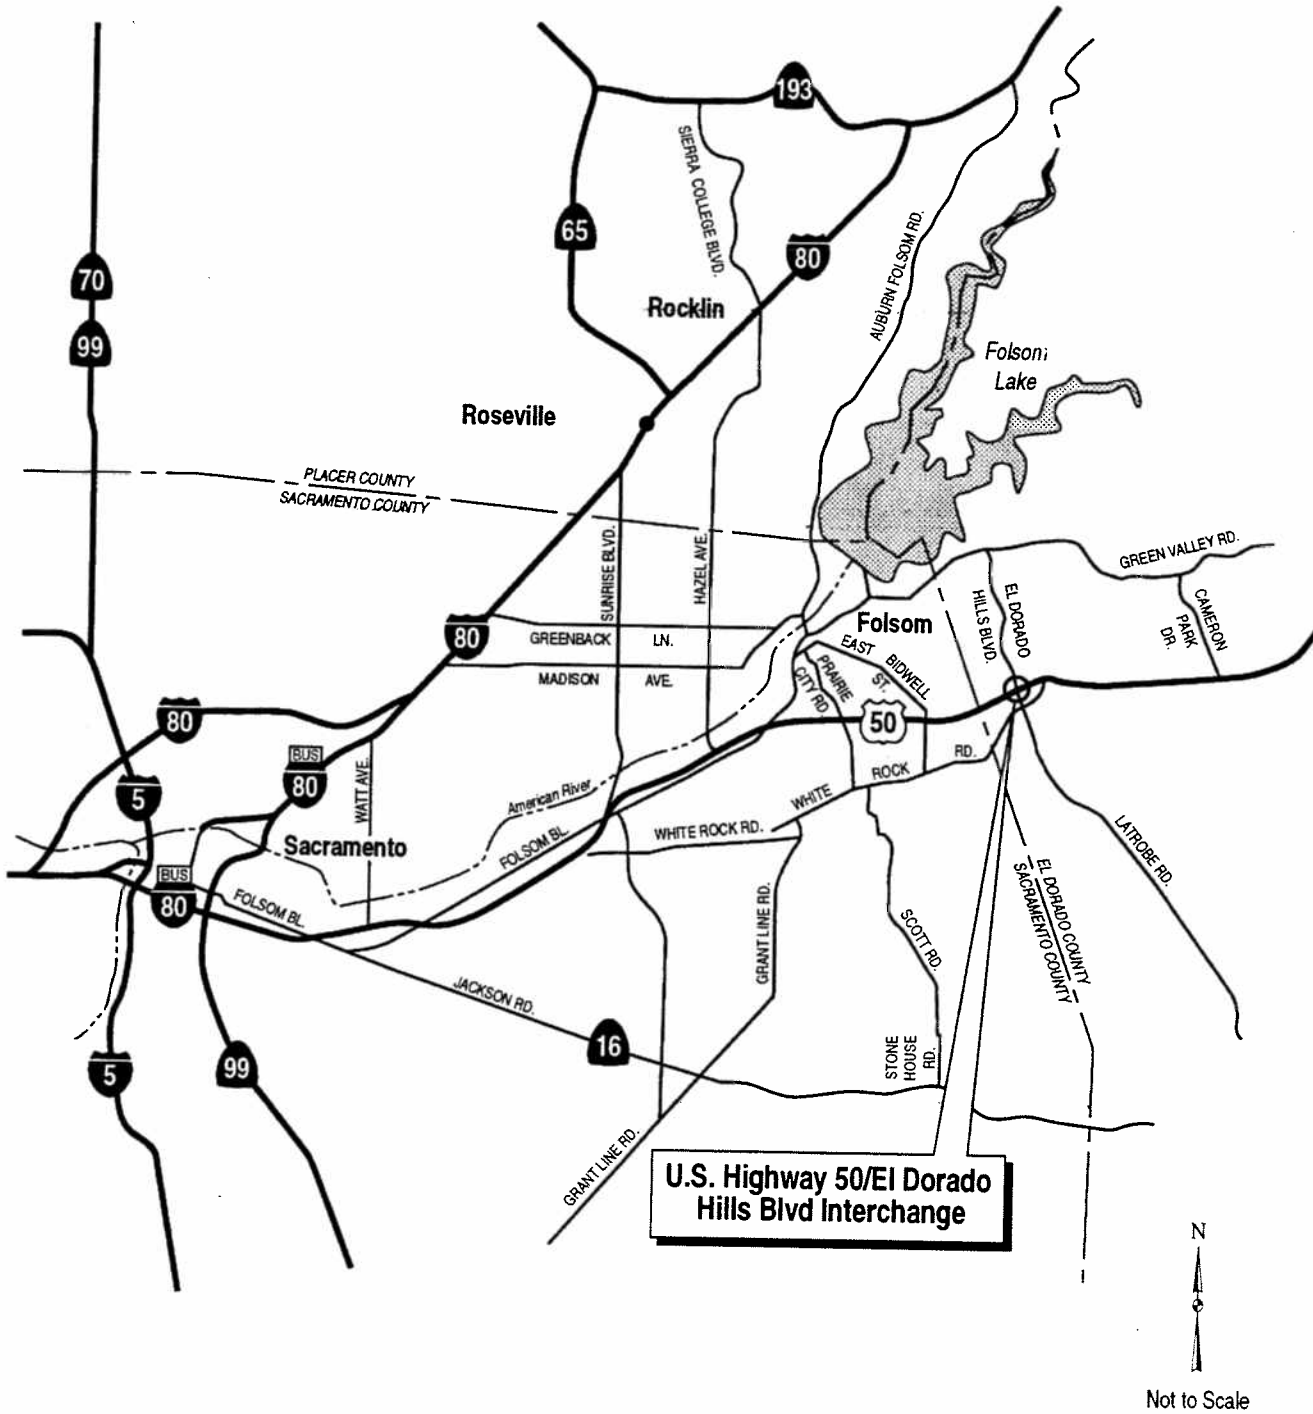 193
SIERRA COLLEGE BLVD.
65
80
70
AUBURN FOLSOM RD.
Rocklin
99
Folsom
Lake
Roseville
PLACER COUNTY
SACRAMENTO COUNTY
SUNRISE BLVD.
HAZEL AVE.
GREEN VALLEY RD.
EL DORADO
HILLS BLVD.
CAMERON
PARK
DR.
80
GREENBACK LN.
Folsom
MADISON AVE.
EAST BIDWELL
ST.
PRAIRIE
CITY RD.
80
50
BUS
80
5
WATT AVE.
American River
WHITE ROCK RD.
FOLSOM BL.
WHITE ROCK RD.
Sacramento
LATROBE RD.
BUS
80
FOLSOM BL.
EL DORADO COUNTY
SACRAMENTO COUNTY
GRANT LINE RD.
SCOTT RD.
JACKSON RD.
16
STONE
HOUSE
RD.
5
99
GRANT LINE RD.
U.S. Highway 50/El Dorado
Hills Blvd Interchange
N
Not to Scale